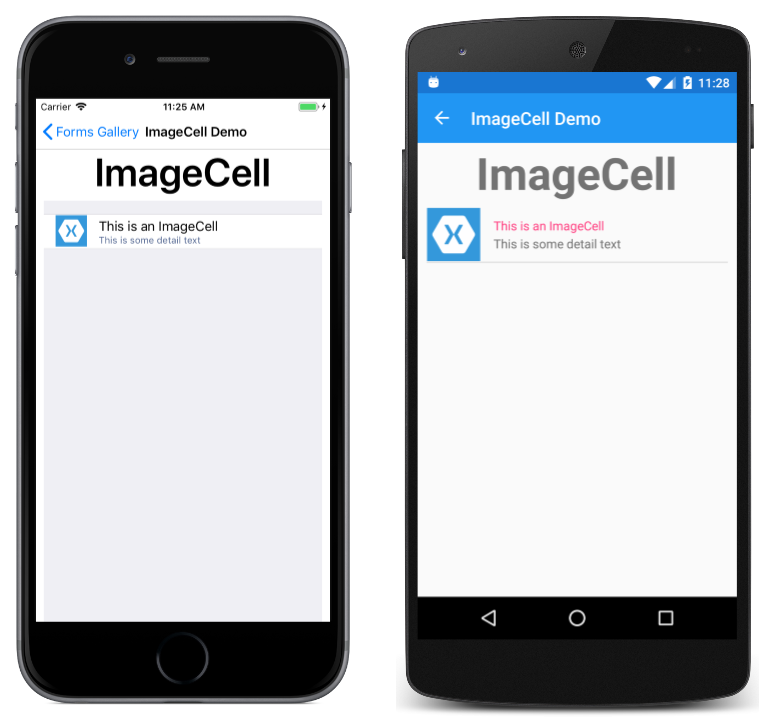 Carrier 11:25 AM
Forms Gallery ImageCell Demo
ImageCell
This is an ImageCell
This is some detail text
11:28
ImageCell Demo
ImageCell
This is an ImageCell
This is some detail text